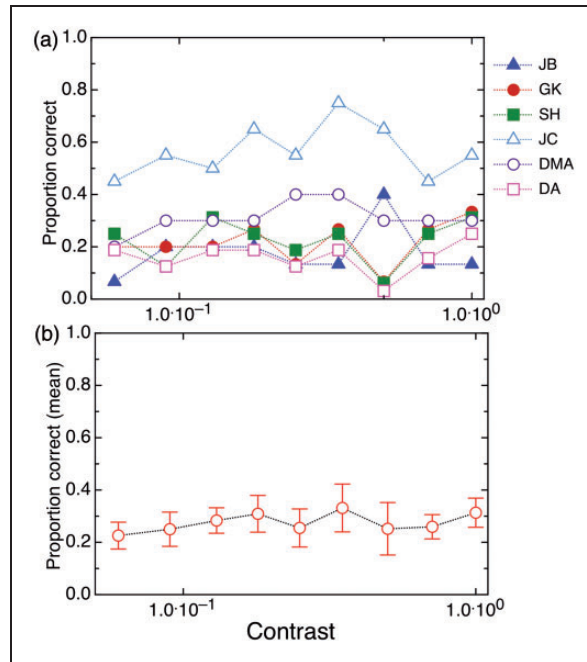 (a)
1.0
0.8
0.6
0.4
0.2
0.0
Proportion correct
1.0·10⁻¹
1.0·10⁰
JB
GK
SH
JC
DMA
DA
(b)
1.0
0.8
0.6
0.4
0.2
0.0
Proportion correct (mean)
1.0·10⁻¹
1.0·10⁰
Contrast